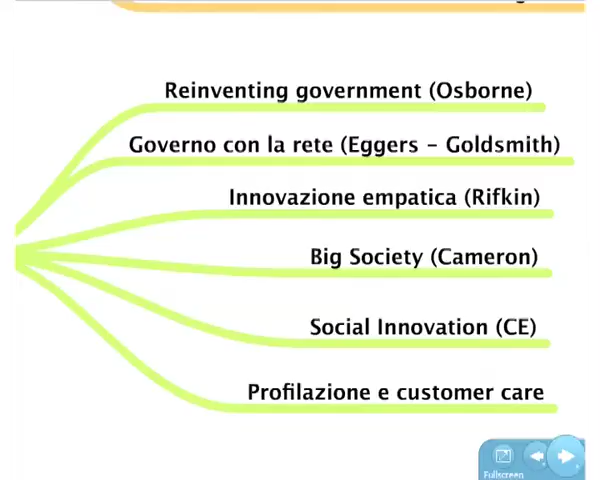 Reinventing government (Osborne)
Governo con la rete (Eggers - Goldsmith)
Innovazione empatica (Rifkin)
Big Society (Cameron)
Social Innovation (CE)
Profilazione e customer care
Fullscreen